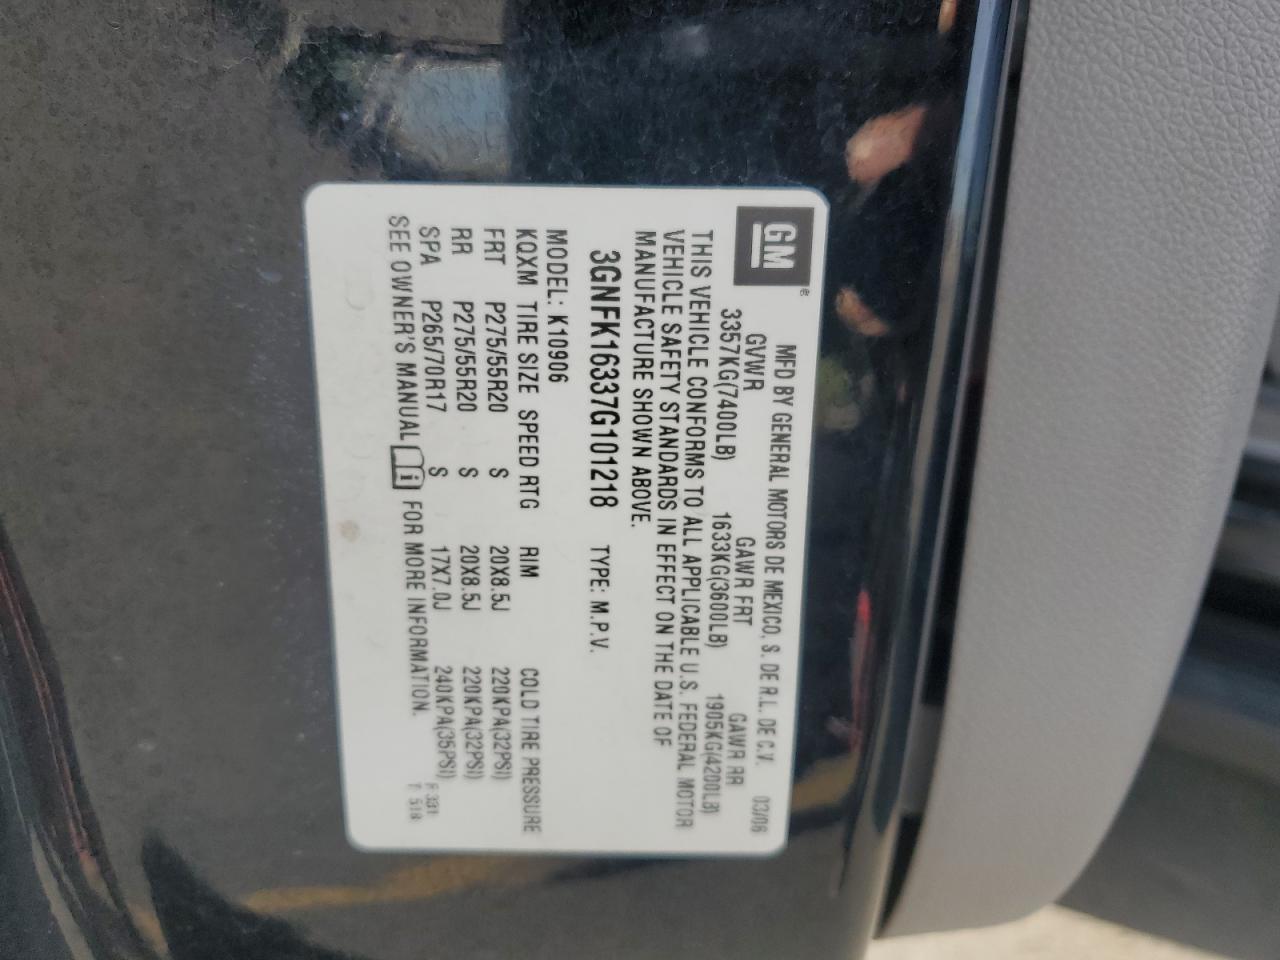 GM®
MFD BY GENERAL MOTORS DE MEXICO, S. DE R.L. DE C.V. 03/06
GVWR GAWR FRT GAWR RR
3357KG(7400LB) 1633KG(3600LB) 1905KG(4200LB)
THIS VEHICLE CONFORMS TO ALL APPLICABLE U.S. FEDERAL MOTOR
VEHICLE SAFETY STANDARDS IN EFFECT ON THE DATE OF
MANUFACTURE SHOWN ABOVE.
3GNFK16337G101218 TYPE: M.P.V.
MODEL: K10906
KQXM TIRE SIZE SPEED RTG RIM COLD TIRE PRESSURE
FRT P275/55R20 S 20X8.5J 220KPA(32PSI)
RR P275/55R20 S 20X8.5J 220KPA(32PSI)
SPA P265/70R17 S 17X7.0J 240KPA(35PSI)
SEE OWNER'S MANUAL i FOR MORE INFORMATION.
F 331
T 518